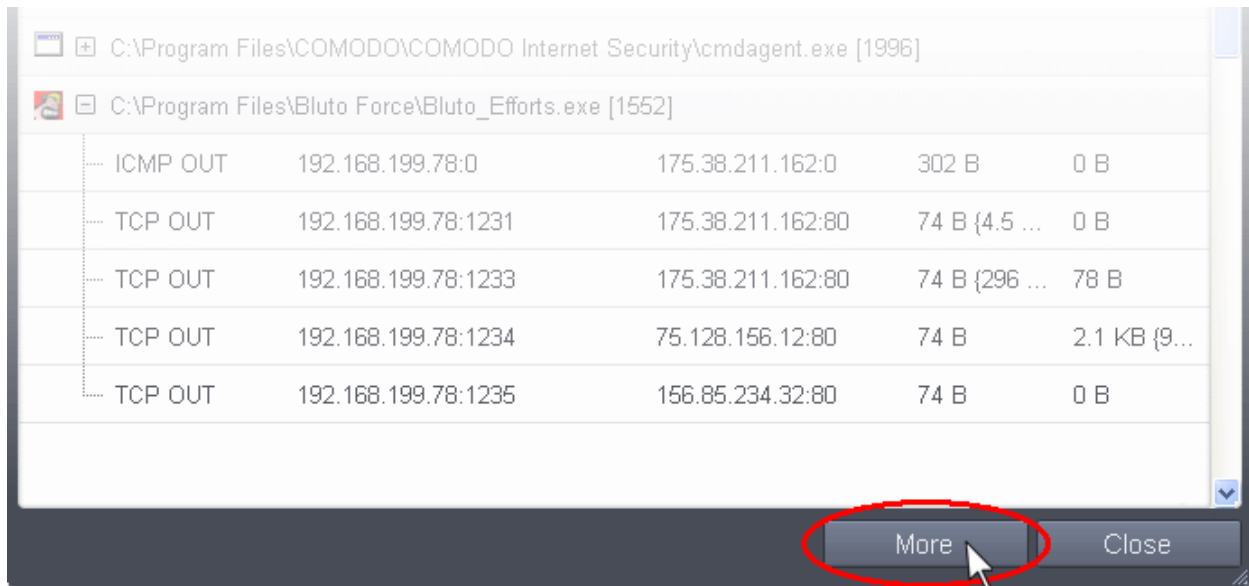 C:\Program Files\COMODO\COMODO Internet Security\cmdagent.exe [1996]
C:\Program Files\Bluto Force\Bluto_Efforts.exe [1552]
ICMP OUT 192.168.199.78:0 175.38.211.162:0 302 B 0 B
TCP OUT 192.168.199.78:1231 175.38.211.162:80 74 B {4.5 ... 0 B
TCP OUT 192.168.199.78:1233 175.38.211.162:80 74 B {296 ... 78 B
TCP OUT 192.168.199.78:1234 75.128.156.12:80 74 B 2.1 KB {9...
TCP OUT 192.168.199.78:1235 156.85.234.32:80 74 B 0 B
More Close